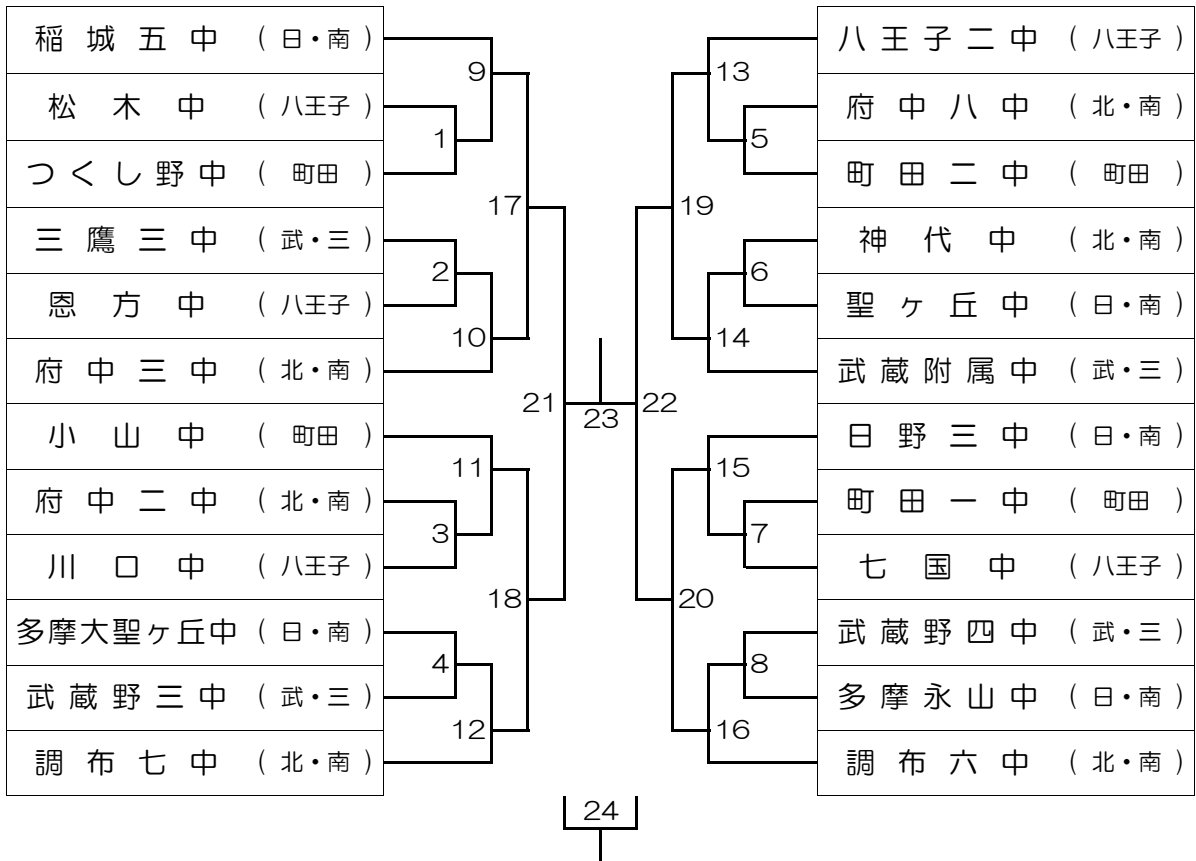 稲城五中 (日・南)
松木中 (八王子)
つくし野中 (町田)
三鷹三中 (武・三)
恩方中 (八王子)
府中三中 (北・南)
小山中 (町田)
府中二中 (北・南)
川口中 (八王子)
多摩大聖ヶ丘中 (日・南)
武蔵野三中 (武・三)
調布七中 (北・南)
9
1
17
2
10
21
11
3
18
4
12
23
24
13
5
19
6
14
22
15
7
20
8
16
八王子二中 (八王子)
府中八中 (北・南)
町田二中 (町田)
神代中 (北・南)
聖ヶ丘中 (日・南)
武蔵附属中 (武・三)
日野三中 (日・南)
町田一中 (町田)
七国中 (八王子)
武蔵野四中 (武・三)
多摩永山中 (日・南)
調布六中 (北・南)